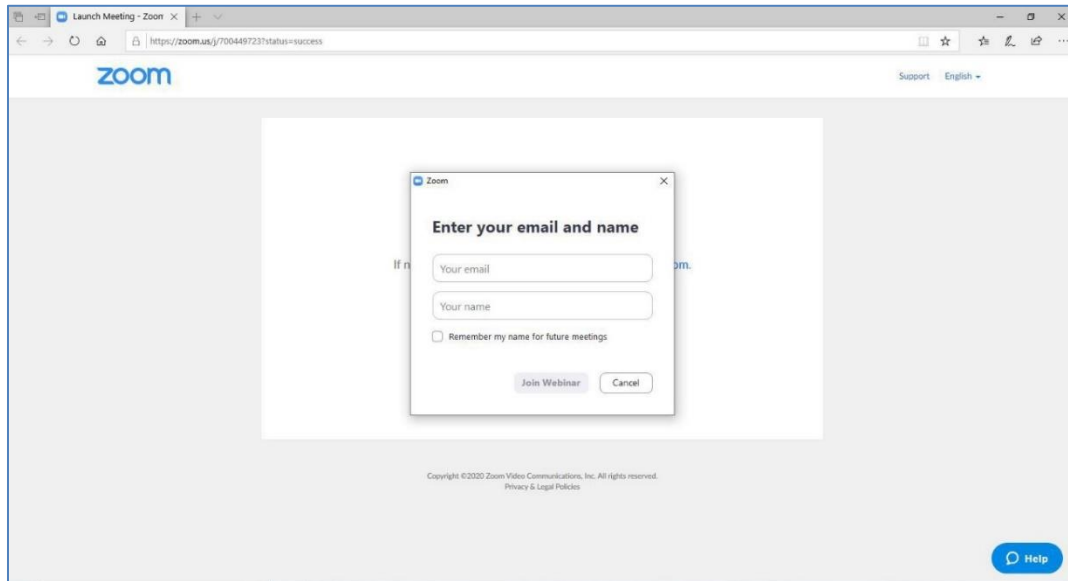 Launch Meeting - Zoom
https://zoom.us/j/700449723?status=success
zoom
Support English
Zoom
Enter your email and name
If n
om.
Your email
Your name
Remember my name for future meetings
Join Webinar Cancel
Copyright ©2020 Zoom Video Communications, Inc. All rights reserved.
Privacy & Legal Policies
Help